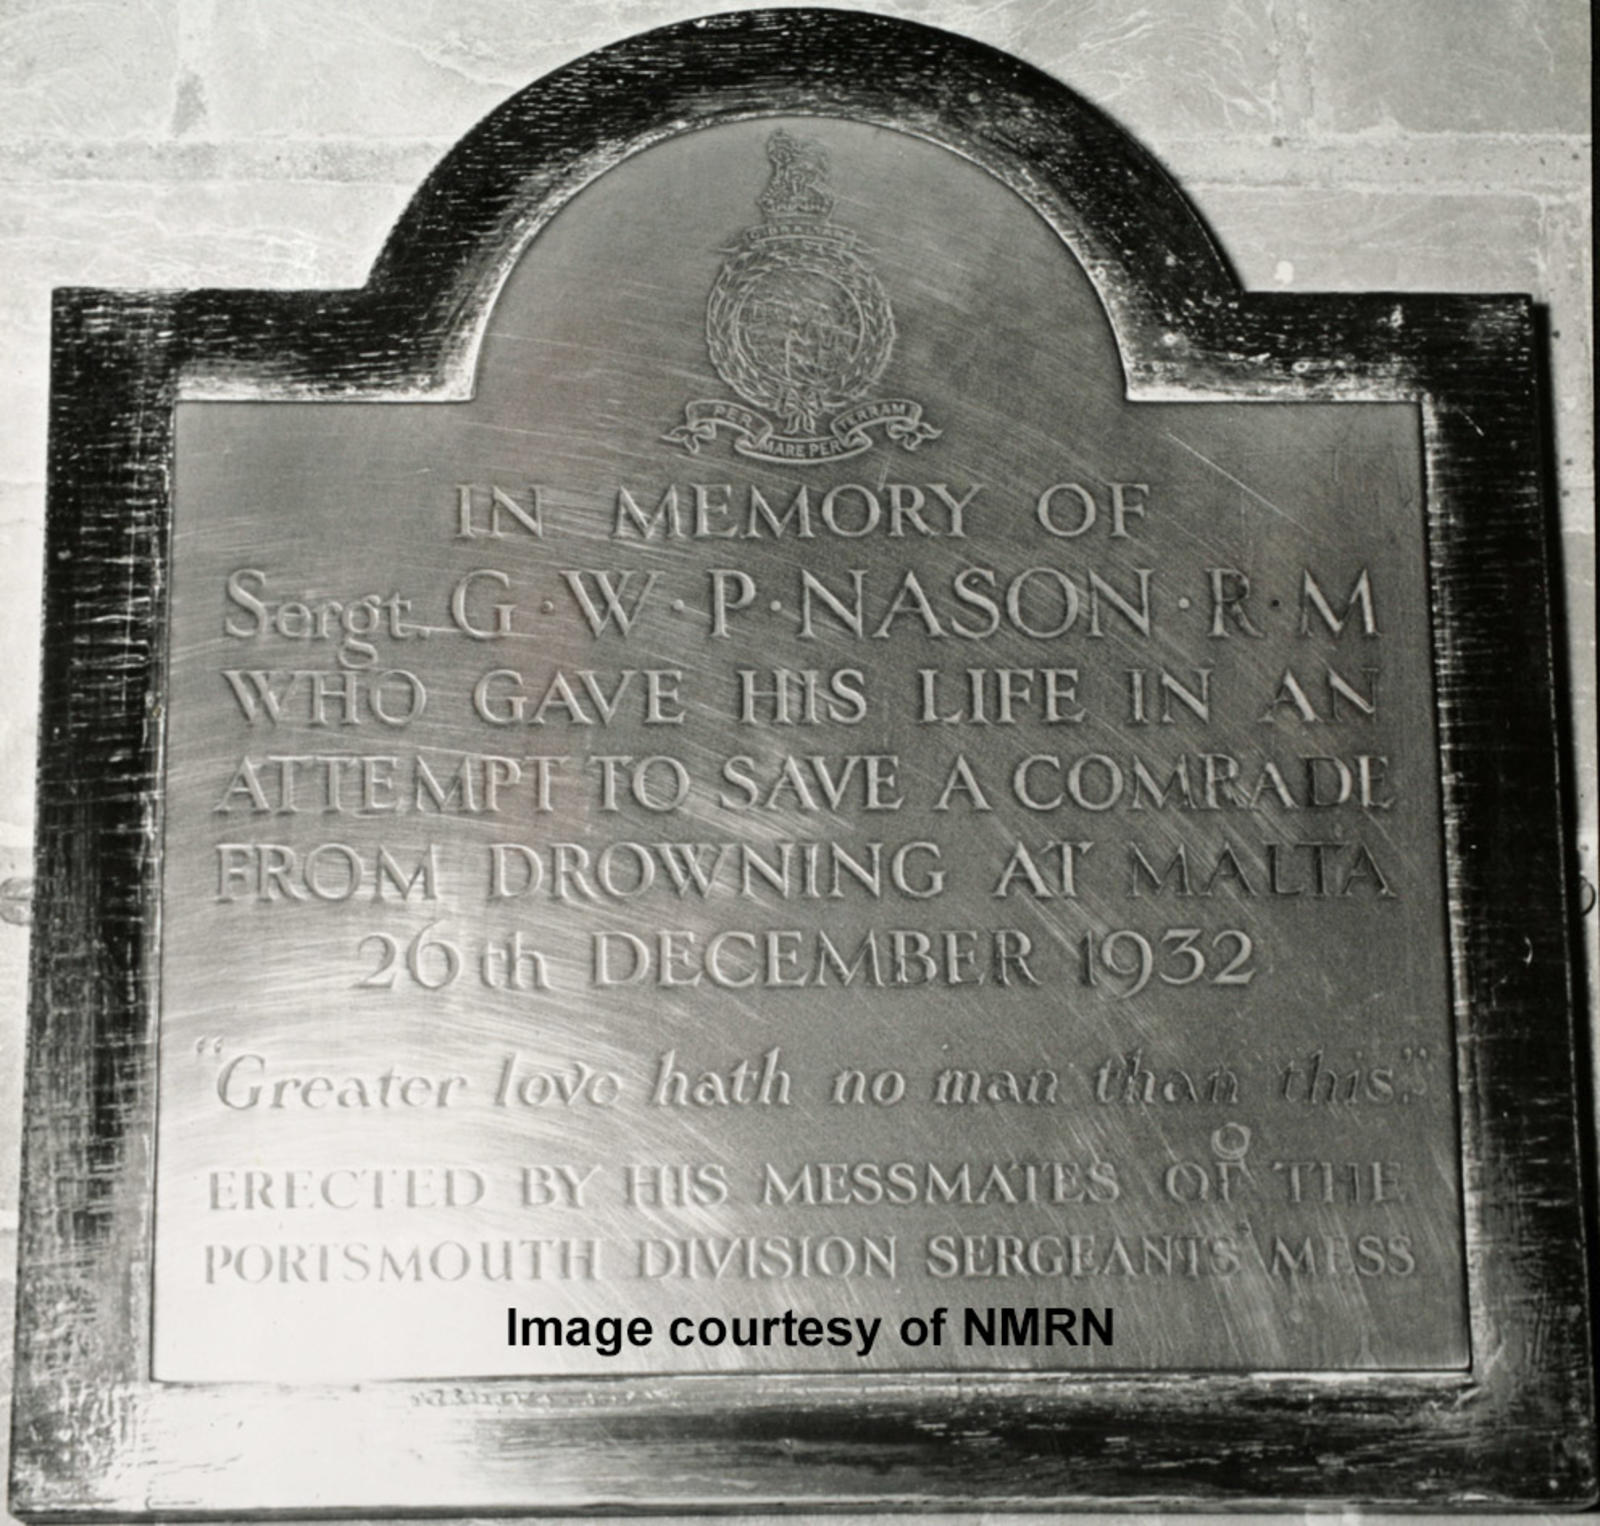 GIBRALTAR
PER MARE PER TERRAM
IN MEMORY OF
Sergt. G·W·P·NASON·R·M
WHO GAVE HIS LIFE IN AN
ATTEMPT TO SAVE A COMRADE
FROM DROWNING AT MALTA
26th DECEMBER 1932
"Greater love hath no man than this."
ERECTED BY HIS MESSMATES OF THE
PORTSMOUTH DIVISION SERGEANTS' MESS
Image courtesy of NMRN